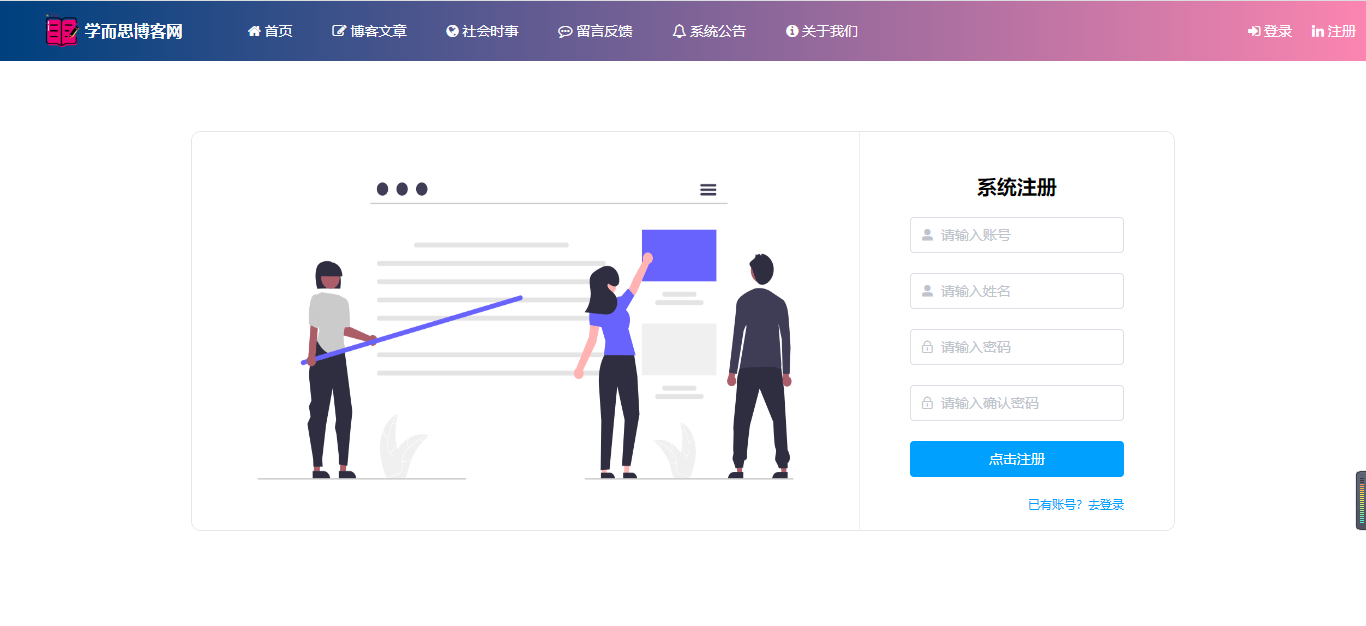 学而思博客网 首页 博客文章 社会时事 留言反馈 系统公告 关于我们 登录 注册
系统注册
请输入账号
请输入姓名
请输入密码
请输入确认密码
点击注册
已有账号？去登录